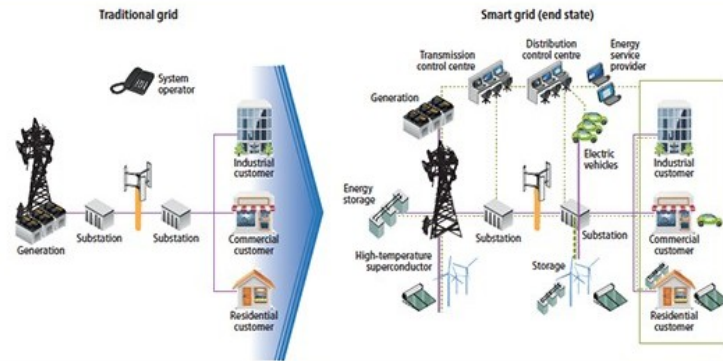 Traditional grid
System
operator
Industrial
customer
Generation
Substation
Substation
Commercial
customer
Residential
customer
Smart grid (end state)
Transmission
control centre
Distribution
control centre
Energy
service
provider
Generation
Electric
vehicles
Industrial
customer
Energy
storage
Substation
Substation
Commercial
customer
High-temperature
superconductor
Storage
Residential
customer